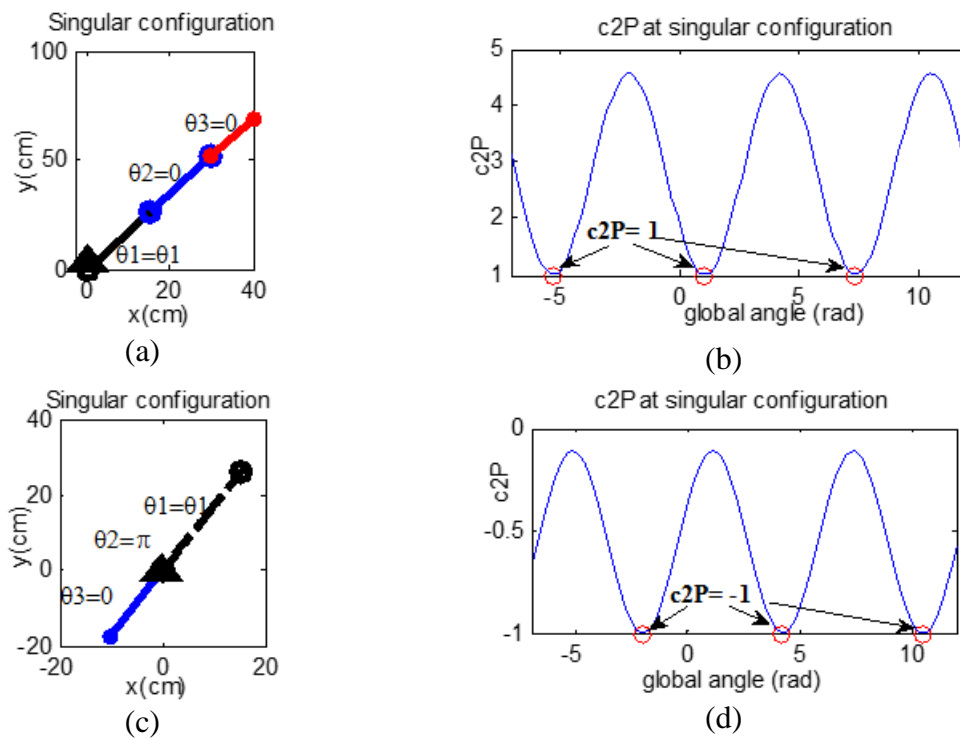 Singular configuration
100
50
0
y(cm)
θ3=0
θ2=0
θ1=θ1
0
20
40
x(cm)
(a)
c2P at singular configuration
5
4
3
2
1
c2P
c2P= 1
-5
0
5
10
global angle (rad)
(b)
Singular configuration
40
20
0
-20
y(cm)
θ1=θ1
θ2=π
θ3=0
-20
0
20
x(cm)
(c)
c2P at singular configuration
0
-0.5
-1
c2P
c2P= -1
-5
0
5
10
global angle (rad)
(d)